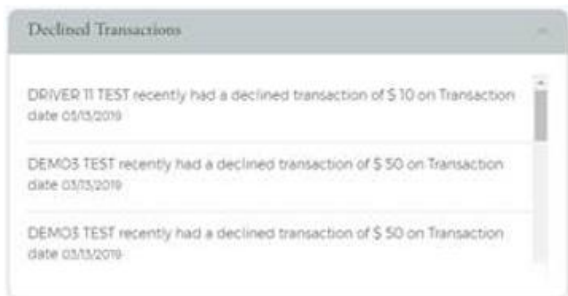 Declined Transactions
DRIVER 11 TEST recently had a declined transaction of $ 10 on Transaction
date 03/13/2019
DEMO3 TEST recently had a declined transaction of $ 50 on Transaction
date 03/13/2019
DEMO3 TEST recently had a declined transaction of $ 50 on Transaction
date 03/13/2019